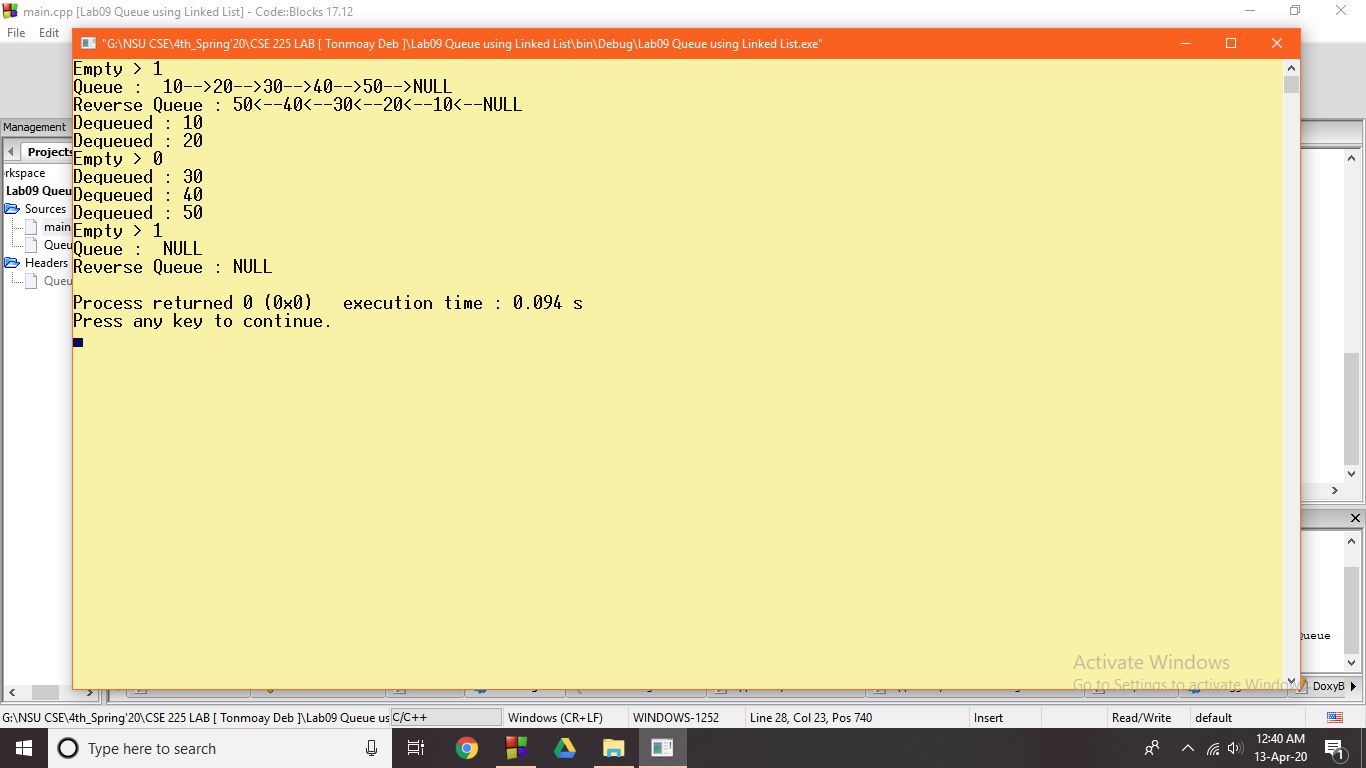 main.cpp [Lab09 Queue using Linked List] - Code::Blocks 17.12
File Edit
"G:\NSU CSE\4th_Spring'20\CSE 225 LAB [ Tonmoay Deb ]\Lab09 Queue using Linked List\bin\Debug\Lab09 Queue using Linked List.exe"
Empty > 1
Queue :  10-->20-->30-->40-->50-->NULL
Reverse Queue : 50<--40<--30<--20<--10<--NULL
Dequeued : 10
Dequeued : 20
Empty > 0
Dequeued : 30
Dequeued : 40
Dequeued : 50
Empty > 1
Queue :  NULL
Reverse Queue : NULL
Process returned 0 (0x0)   execution time : 0.094 s
Press any key to continue.
Management
Projects
rkspace
Lab09 Queu
Sources
main
Queu
Headers
Queu
Queue
Activate Windows
Go to Settings to activate Windows
DoxyB
G:\NSU CSE\4th_Spring'20\CSE 225 LAB [ Tonmoay Deb ]\Lab09 Queue us C/C++ Windows (CR+LF) WINDOWS-1252 Line 28, Col 23, Pos 740 Insert Read/Write default
Type here to search
12:40 AM
13-Apr-20
1